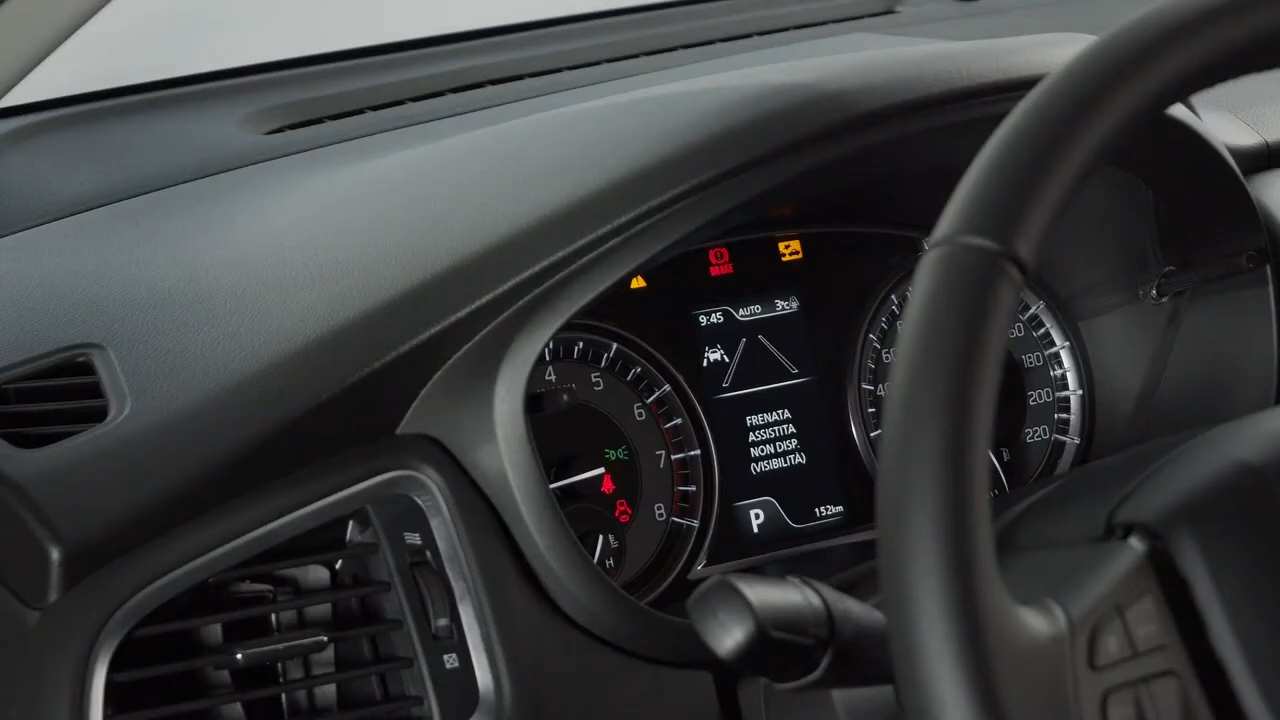 BRAKE
9:45 AUTO 3°C
FRENATA
ASSISTITA
NON DISP.
(VISIBILITÀ)
P 152km
4
5
6
7
8
H
60
180
200
220